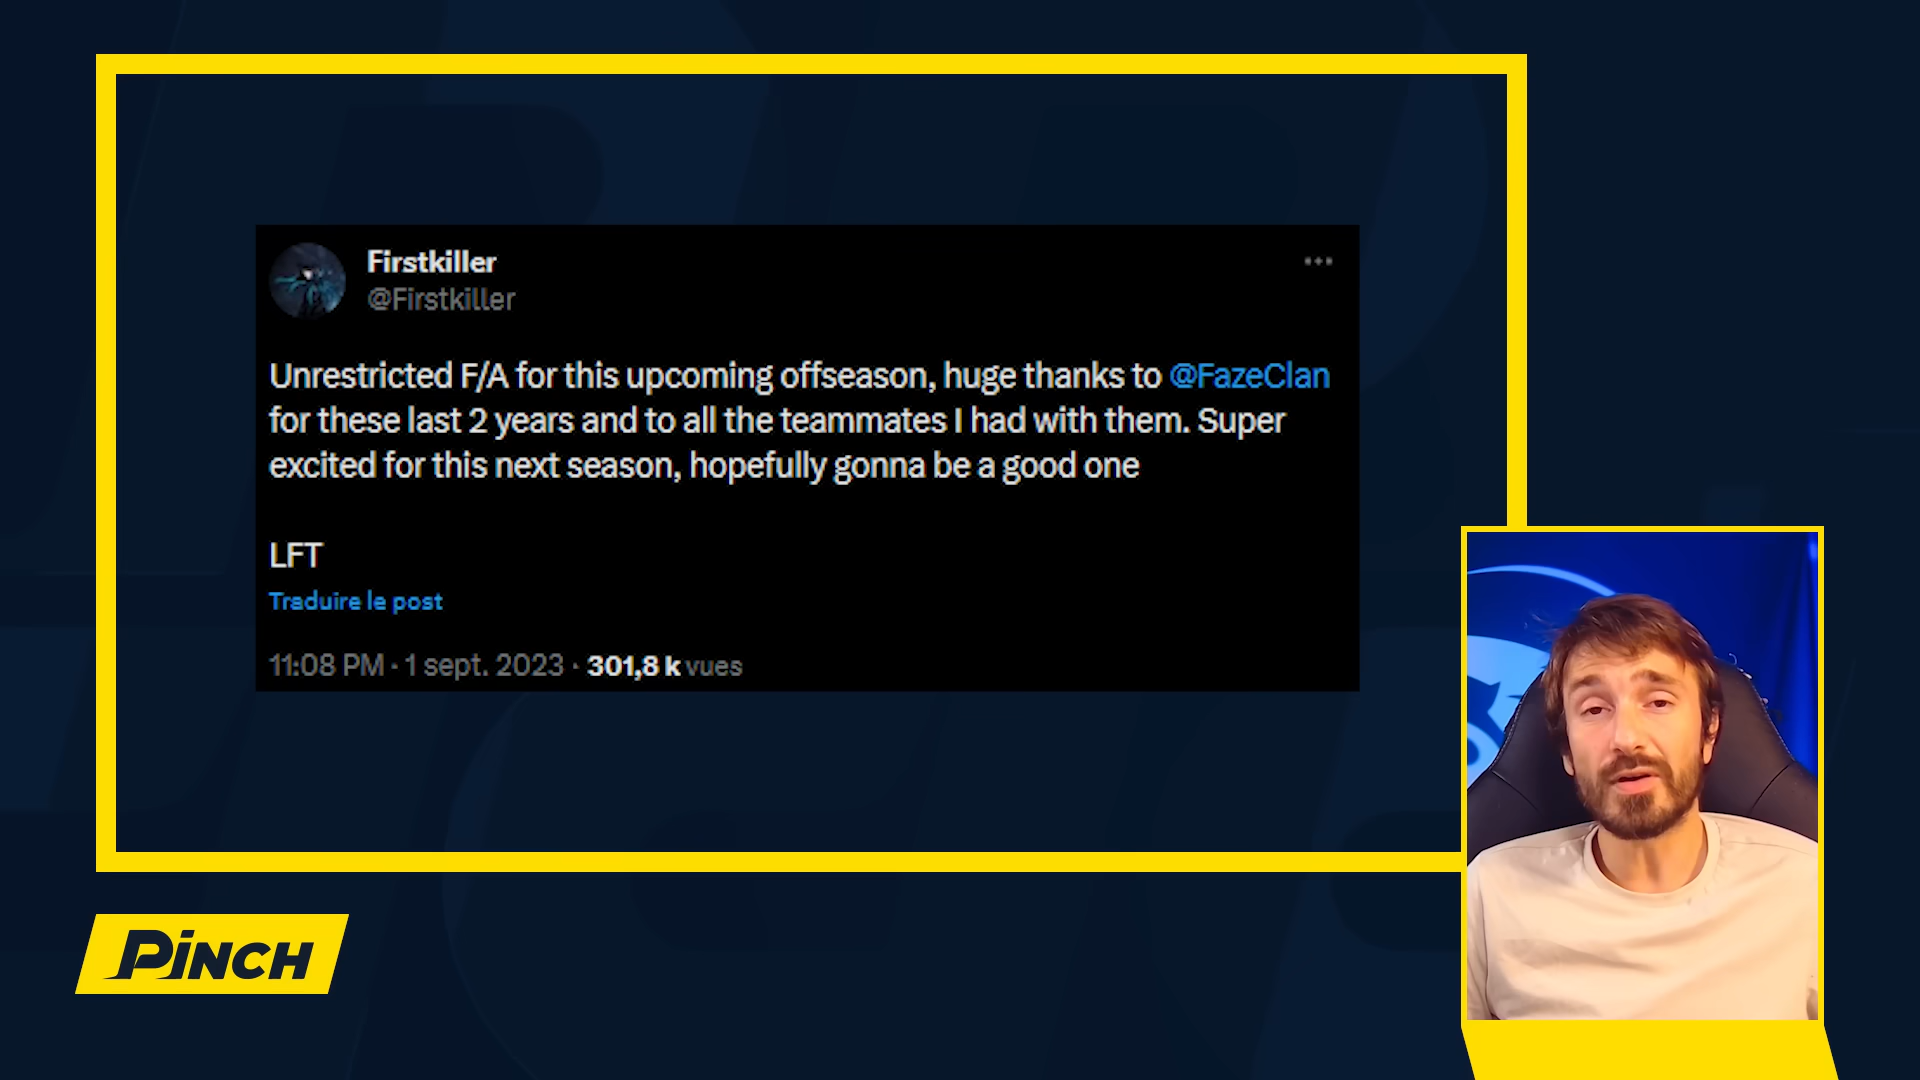 Firstkiller
@Firstkiller
Unrestricted F/A for this upcoming offseason, huge thanks to @FazeClan
for these last 2 years and to all the teammates I had with them. Super
excited for this next season, hopefully gonna be a good one
LFT
Traduire le post
11:08 PM · 1 sept. 2023 · 301,8 k vues
PINCH